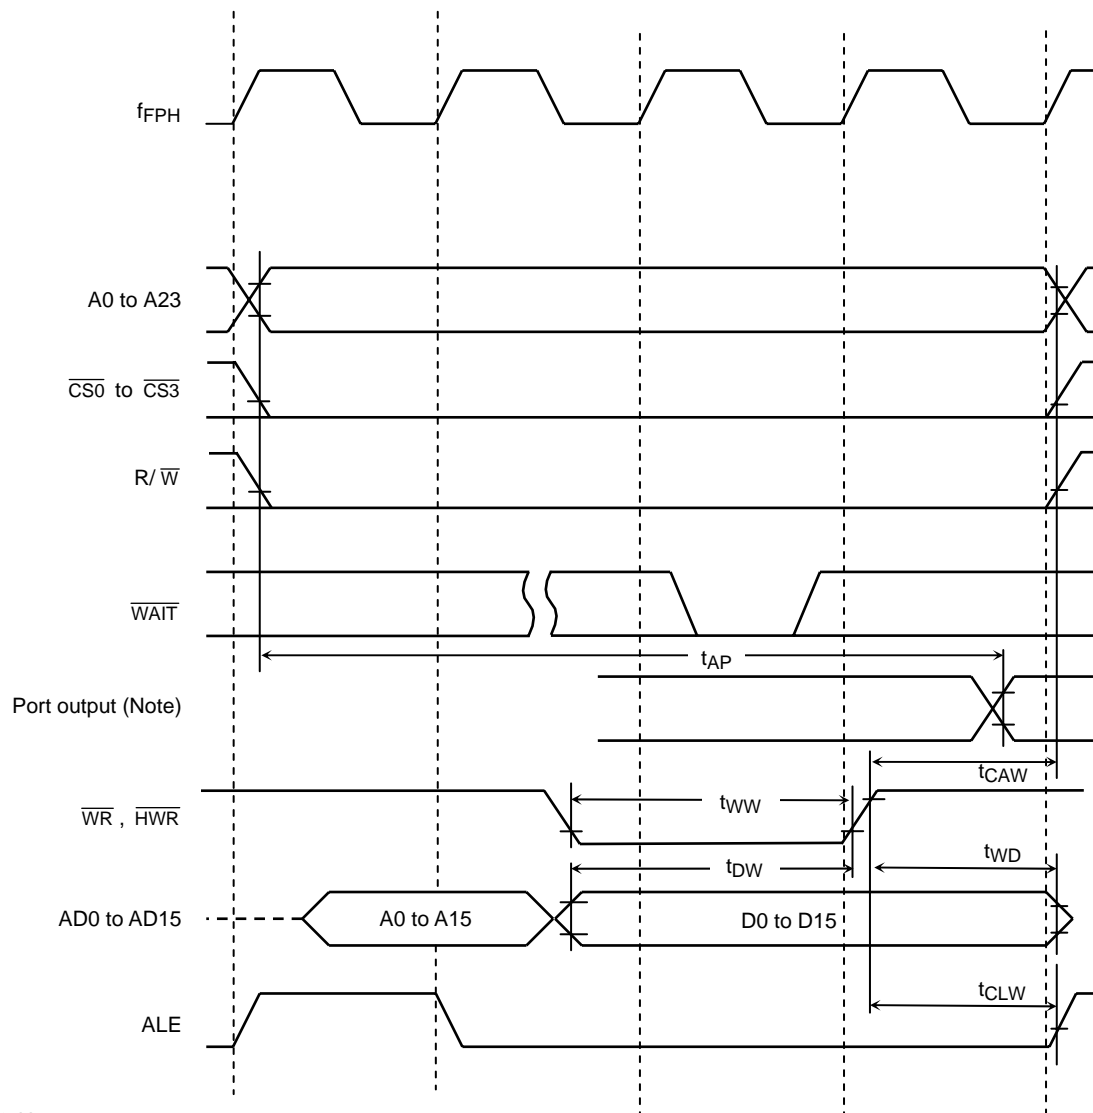 fFPH
A0 to A23
CS0 to CS3
R/ W
WAIT
tAP
Port output (Note)
tCAW
WR , HWR
tWW
tDW
tWD
AD0 to AD15
A0 to A15
D0 to D15
tCLW
ALE